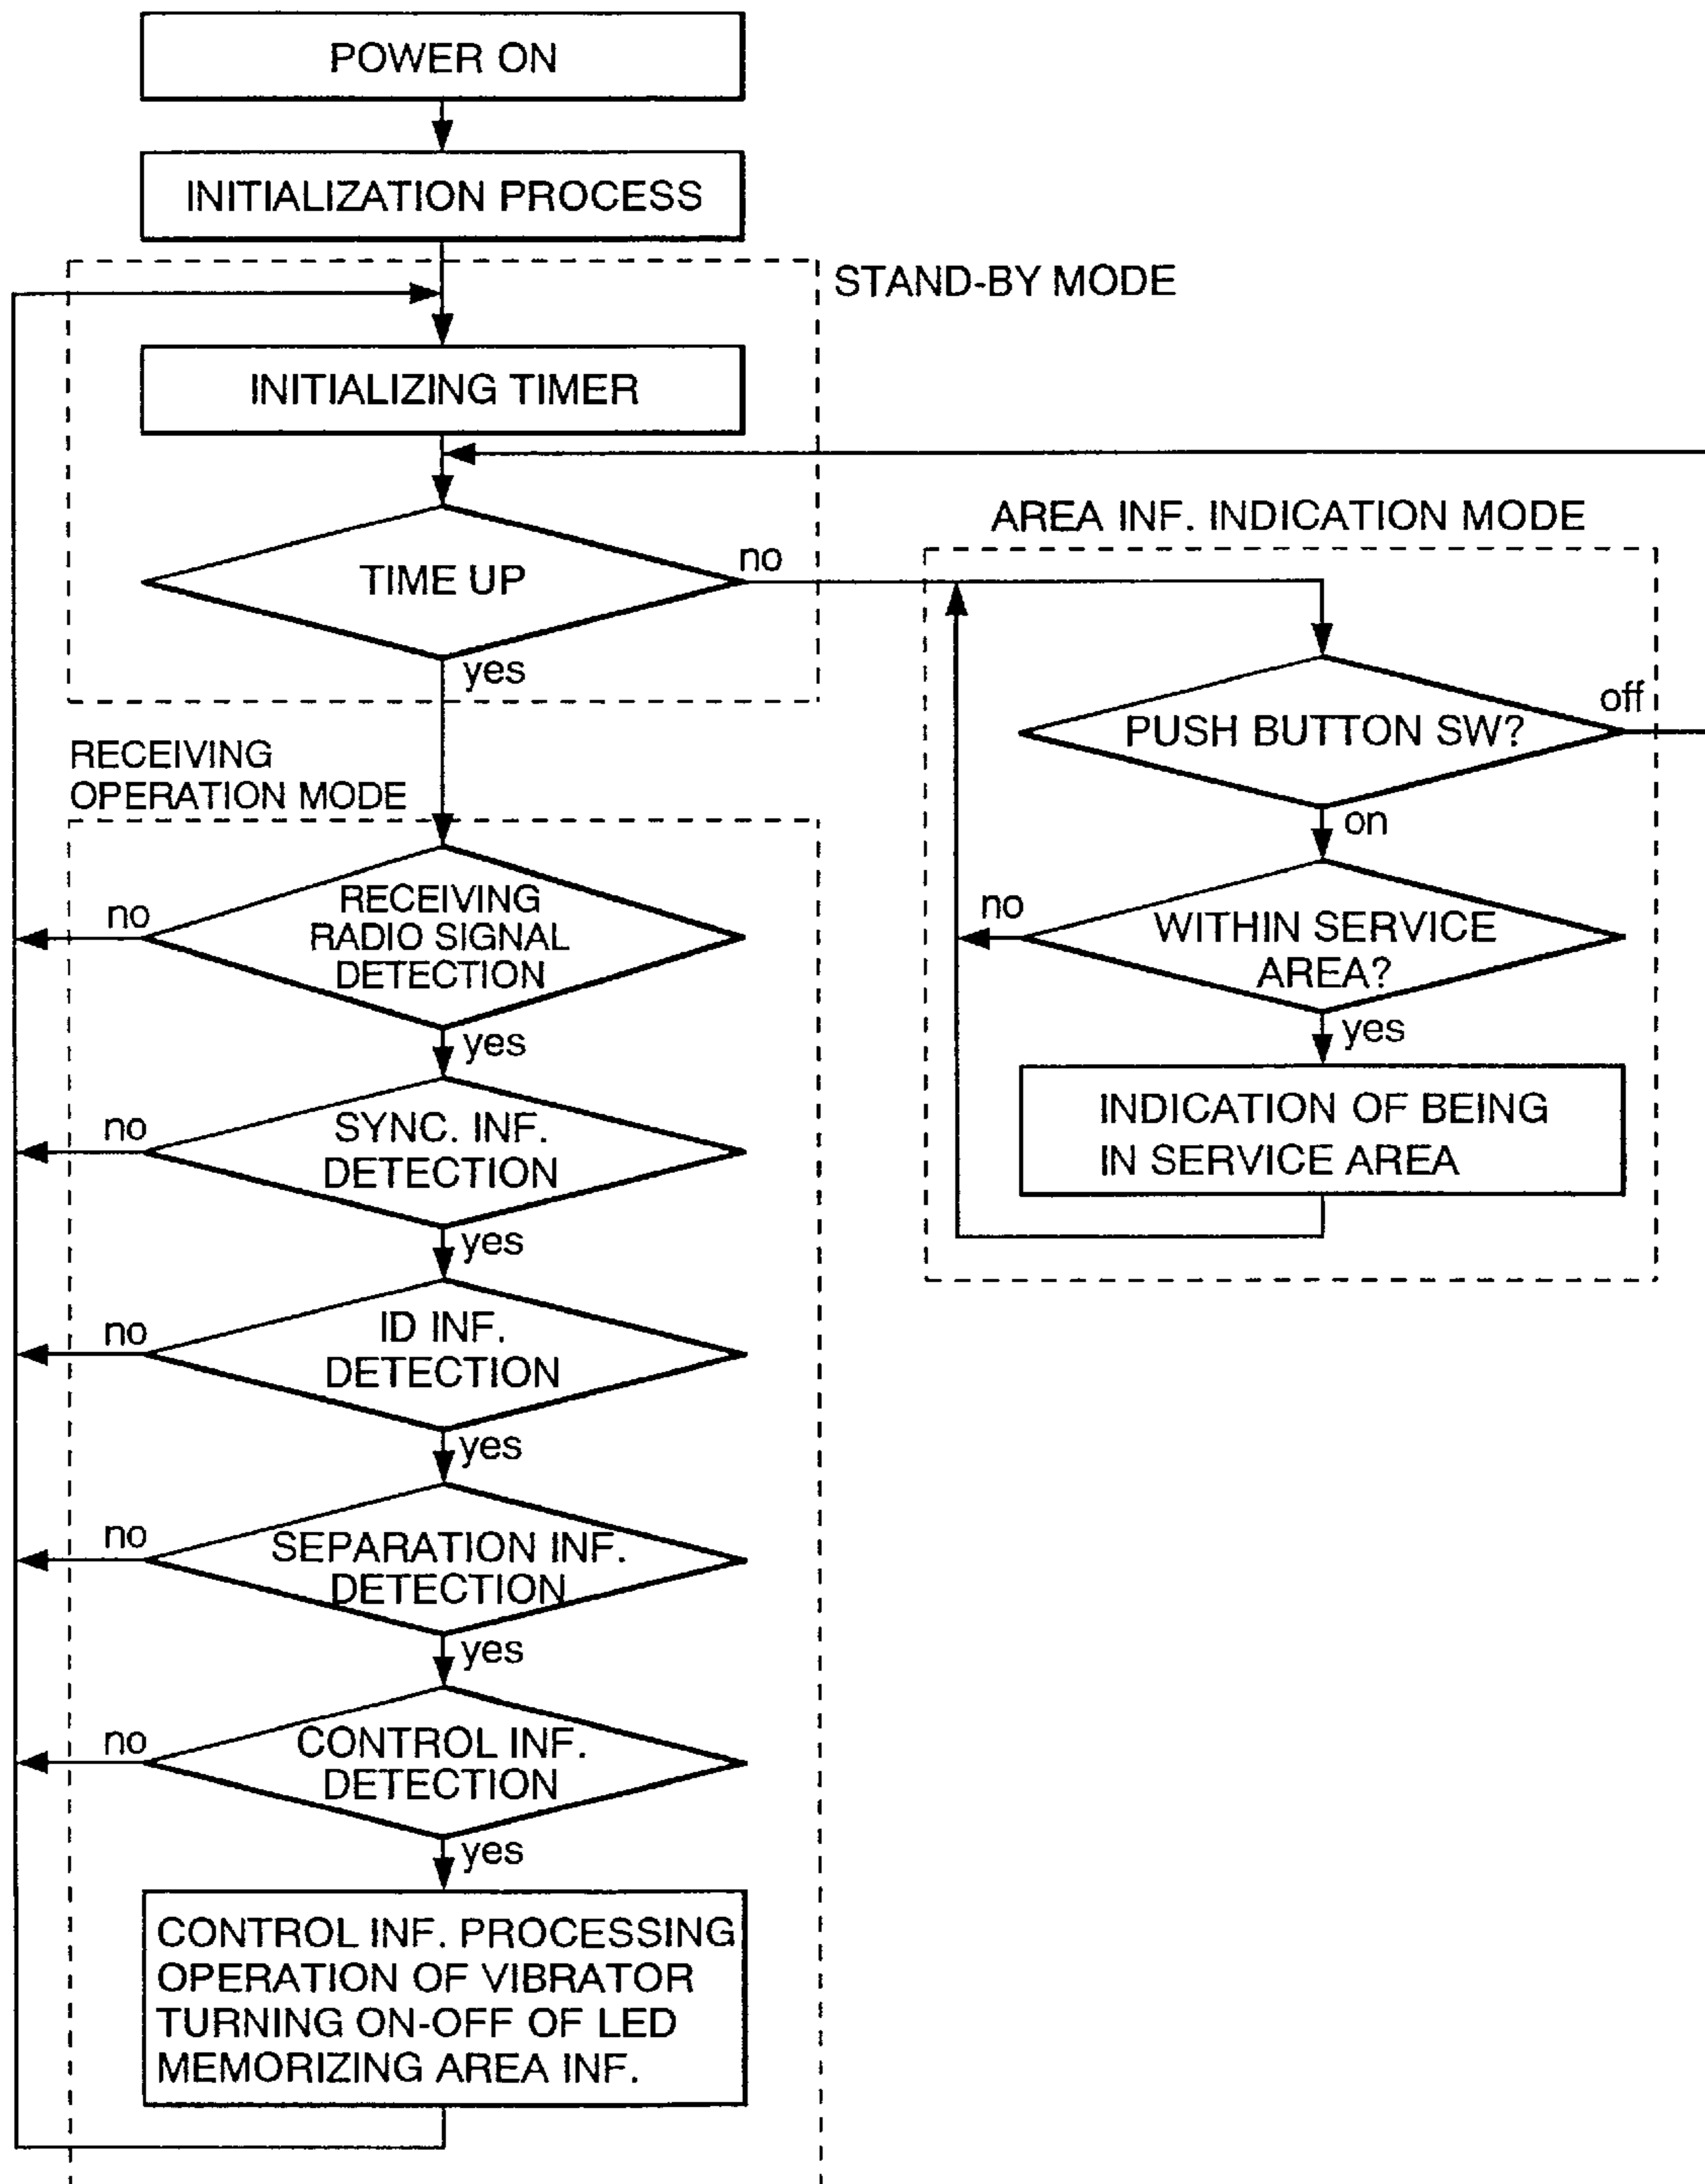 POWER ON
INITIALIZATION PROCESS
STAND-BY MODE
INITIALIZING TIMER
AREA INF. INDICATION MODE
TIME UP
no
yes
PUSH BUTTON SW?
off
on
RECEIVING
OPERATION MODE
RECEIVING
RADIO SIGNAL
DETECTION
no
yes
WITHIN SERVICE
AREA?
no
yes
INDICATION OF BEING
IN SERVICE AREA
SYNC. INF.
DETECTION
no
yes
ID INF.
DETECTION
no
yes
SEPARATION INF.
DETECTION
no
yes
CONTROL INF.
DETECTION
no
yes
CONTROL INF. PROCESSING
OPERATION OF VIBRATOR
TURNING ON-OFF OF LED
MEMORIZING AREA INF.